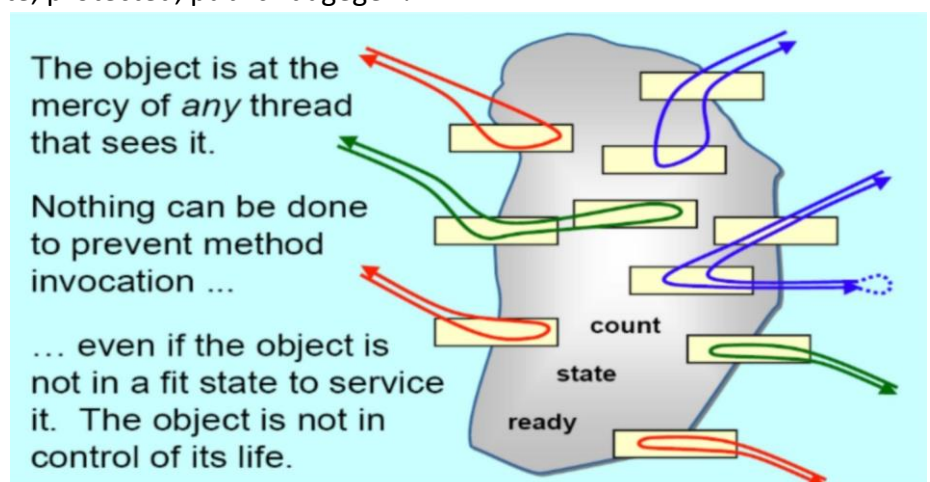 The object is at the
mercy of any thread
that sees it.
Nothing can be done
to prevent method
invocation ...
... even if the object is
not in a fit state to service
it. The object is not in
control of its life.
count
state
ready